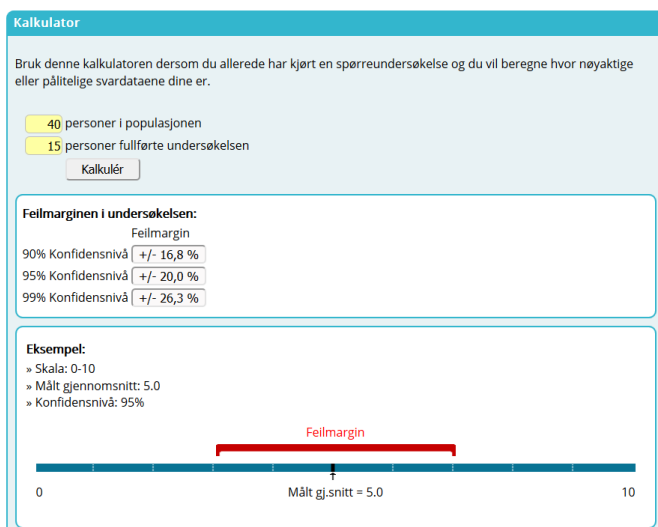 Kalkulator
Bruk denne kalkulatoren dersom du allerede har kjørt en spørreundersøkelse og du vil beregne hvor nøyaktige
eller pålitelige svardataene dine er.
40 personer i populasjonen
15 personer fullførte undersøkelsen
Kalkulér
Feilmarginen i undersøkelsen:
Feilmargin
90% Konfidensnivå +/- 16,8 %
95% Konfidensnivå +/- 20,0 %
99% Konfidensnivå +/- 26,3 %
Eksempel:
» Skala: 0-10
» Målt gjennomsnitt: 5.0
» Konfidensnivå: 95%
Feilmargin
0 Målt gj.snitt = 5.0 10